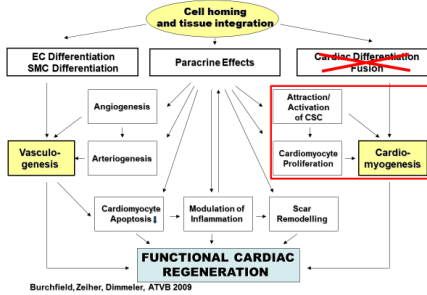 Cell homing
and tissue integration
EC Differentiation
SMC Differentiation
Paracrine Effects
Cardiac Differentiation
Fusion
Angiogenesis
Attraction/
Activation
of CSC
Vasculo-
genesis
Arteriogenesis
Cardiomyocyte
Proliferation
Cardio-
myogenesis
Cardiomyocyte
Apoptosis
Modulation of
Inflammation
Scar
Remodelling
FUNCTIONAL CARDIAC
REGENERATION
Burchfield, Zeiher, Dimmeler, ATVB 2009